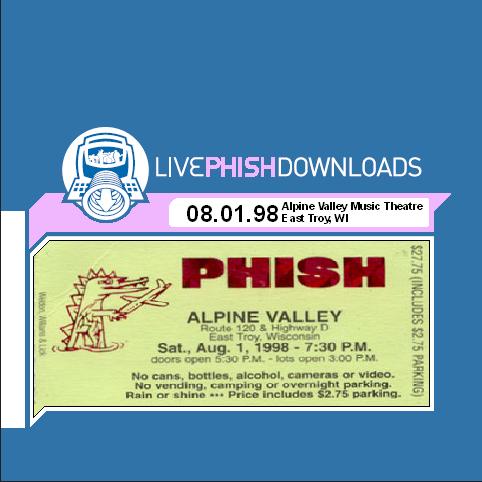 LIVEPHISHDOWNLOADS
08.01.98
Alpine Valley Music Theatre
East Troy, WI
PHISH
ALPINE VALLEY
Route 120 & Highway D
East Troy, Wisconsin
Sat., Aug. 1, 1998 - 7:30 P.M.
doors open 5:30 P.M. - lots open 3:00 P.M.
No cans, bottles, alcohol, cameras or video.
No vending, camping or overnight parking.
Rain or shine *** Price includes $2.75 parking.
$27.75 (INCLUDES $2.75 PARKING)
Weldon, Williams & Lick